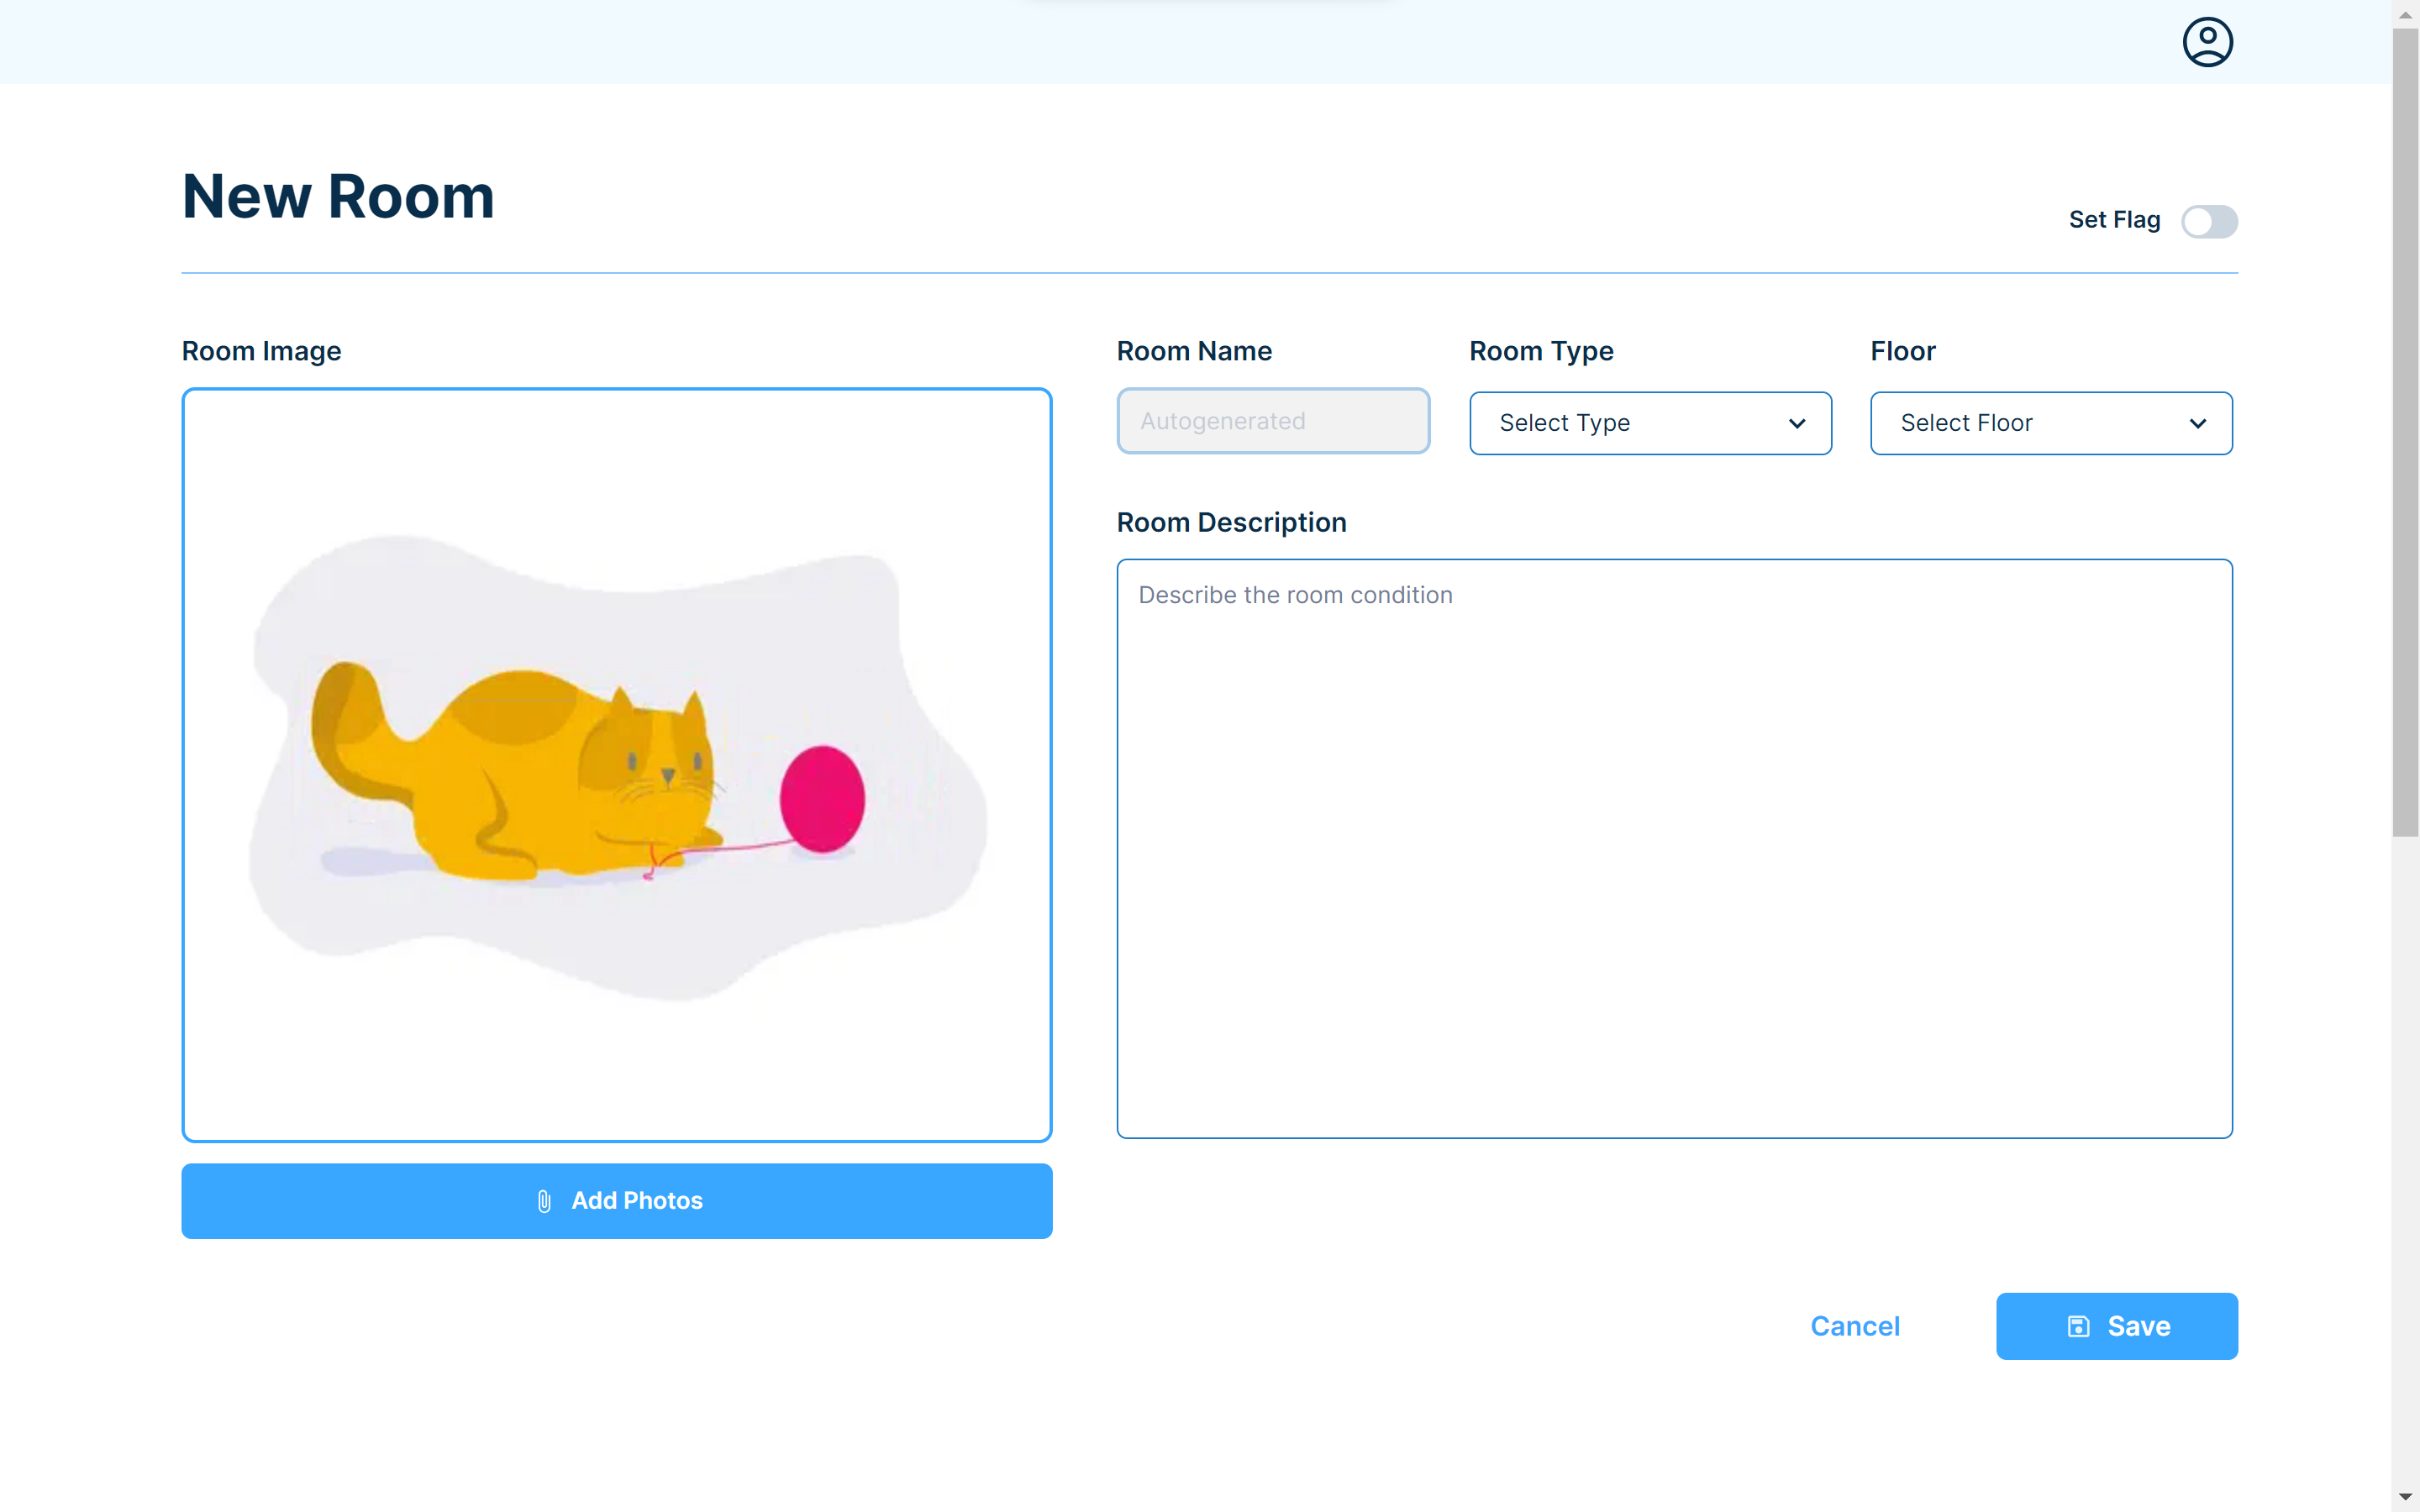 New Room
Set Flag
Room Image
Room Name
Room Type
Floor
Autogenerated
Select Type
Select Floor
Room Description
Describe the room condition
Add Photos
Cancel
Save